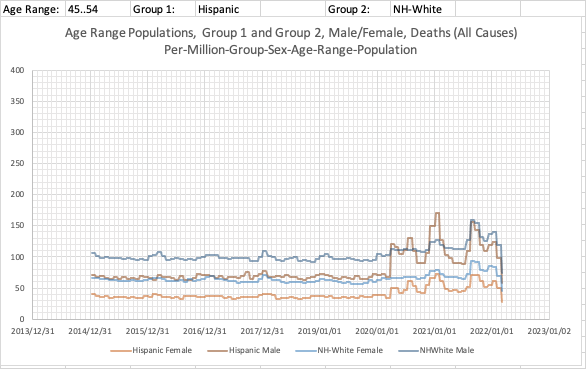 Age Range: 45..54 Group 1: Hispanic Group 2: NH-White
Age Range Populations, Group 1 and Group 2, Male/Female, Deaths (All Causes)
Per-Million-Group-Sex-Age-Range-Population
400
350
300
250
200
150
100
50
0
2013/12/31 2014/12/31 2015/12/31 2016/12/31 2017/12/31 2019/01/01 2020/01/01 2021/01/01 2022/01/01 2023/01/02
Hispanic Female Hispanic Male NH-White Female NHWhite Male